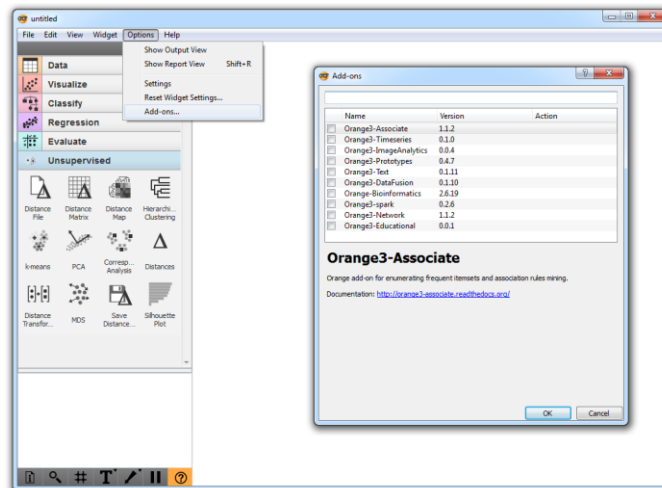 untitled
File Edit View Widget Options Help
Show Output View
Show Report View Shift+R
Settings
Reset Widget Settings...
Add-ons...
Data
Visualize
Classify
Regression
Evaluate
Unsupervised
Distance File
Distance Matrix
Distance Map
Hierarchi... Clustering
k-means
PCA
Corresp... Analysis
Distances
Distance Transfor...
MDS
Save Distance...
Silhouette Plot
T
?
Add-ons
Name Version Action
Orange3-Associate 1.1.2
Orange3-Timeseries 0.1.0
Orange3-ImageAnalytics 0.0.4
Orange3-Prototypes 0.4.7
Orange3-Text 0.1.11
Orange3-DataFusion 0.1.10
Orange-Bioinformatics 2.6.19
Orange3-spark 0.2.6
Orange3-Network 1.1.2
Orange3-Educational 0.0.1
Orange3-Associate
Orange add-on for enumerating frequent itemsets and association rules mining.
Documentation: http://orange3-associate.readthedocs.org/
OK Cancel